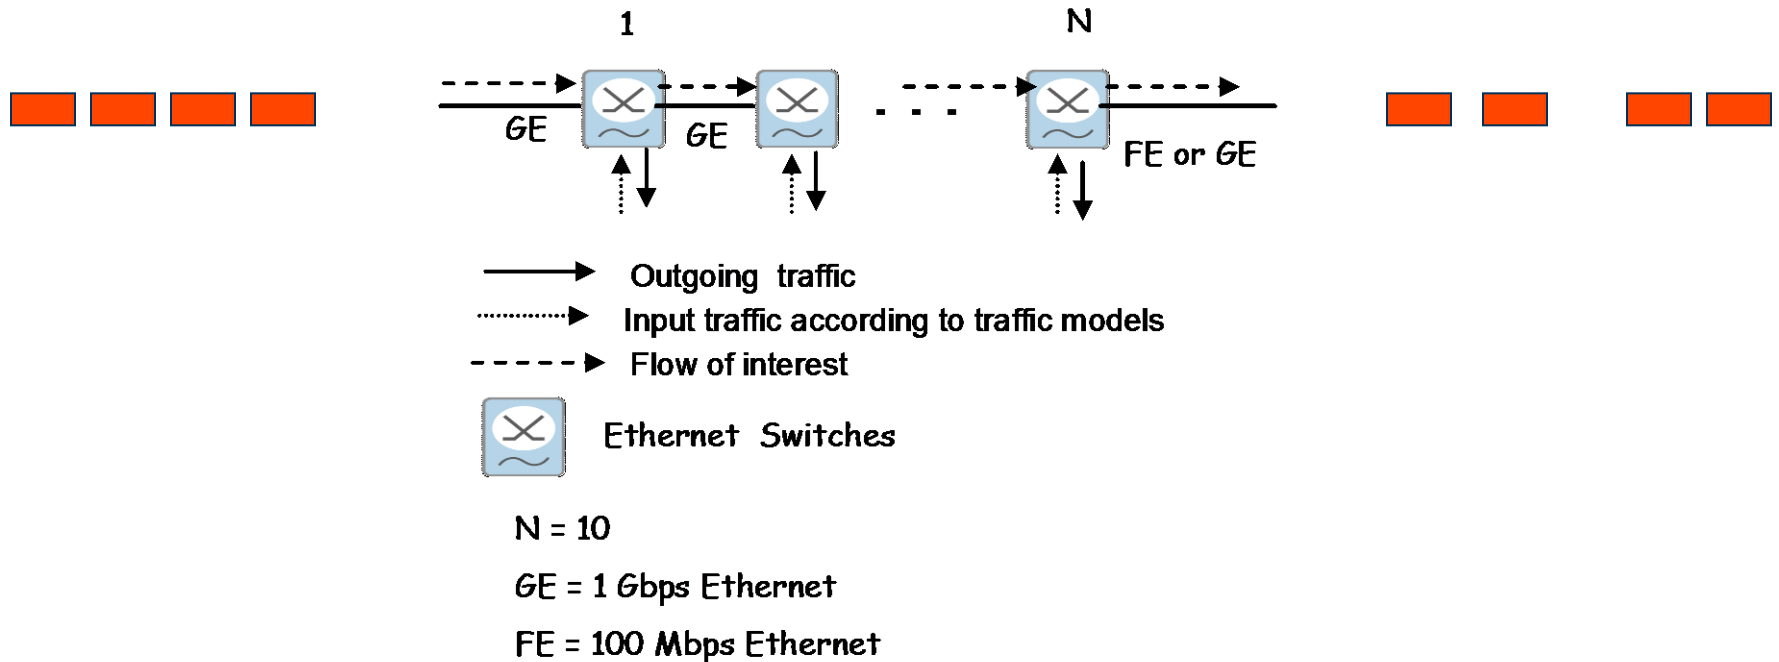 1
N
GE
GE
. . .
FE or GE
Outgoing traffic
Input traffic according to traffic models
Flow of interest
Ethernet Switches
N = 10
GE = 1 Gbps Ethernet
FE = 100 Mbps Ethernet